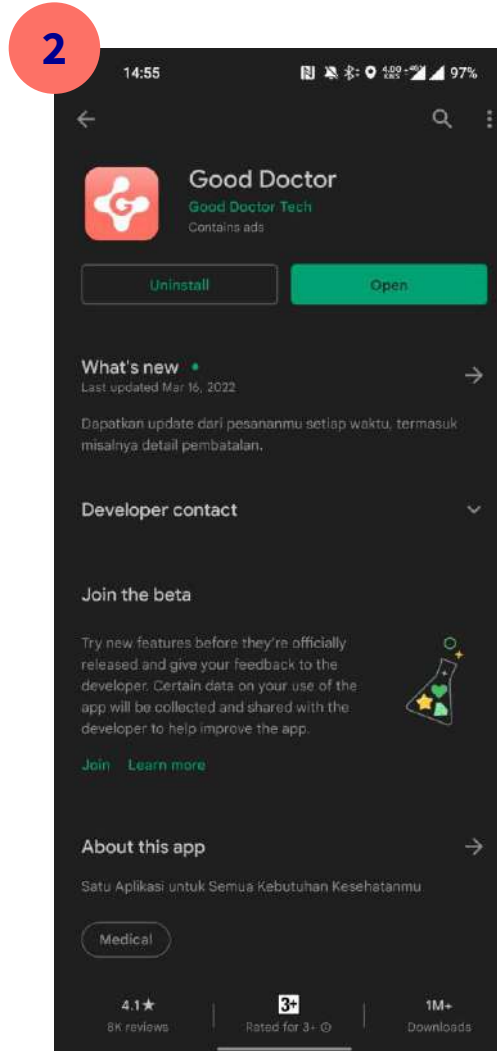 2
14:55
97%
Good Doctor
Good Doctor Tech
Contains ads
Uninstall
Open
What's new
Last updated Mar 16, 2022
Dapatkan update dari pesananmu setiap waktu, termasuk
misalnya detail pembatalan.
Developer contact
Join the beta
Try new features before they're officially
released and give your feedback to the
developer. Certain data on your use of the
app will be collected and shared with the
developer to help improve the app.
Join Learn more
About this app
Satu Aplikasi untuk Semua Kebutuhan Kesehatanmu
Medical
4.1★ 3+ 1M+
8K reviews Rated for 3+ Downloads